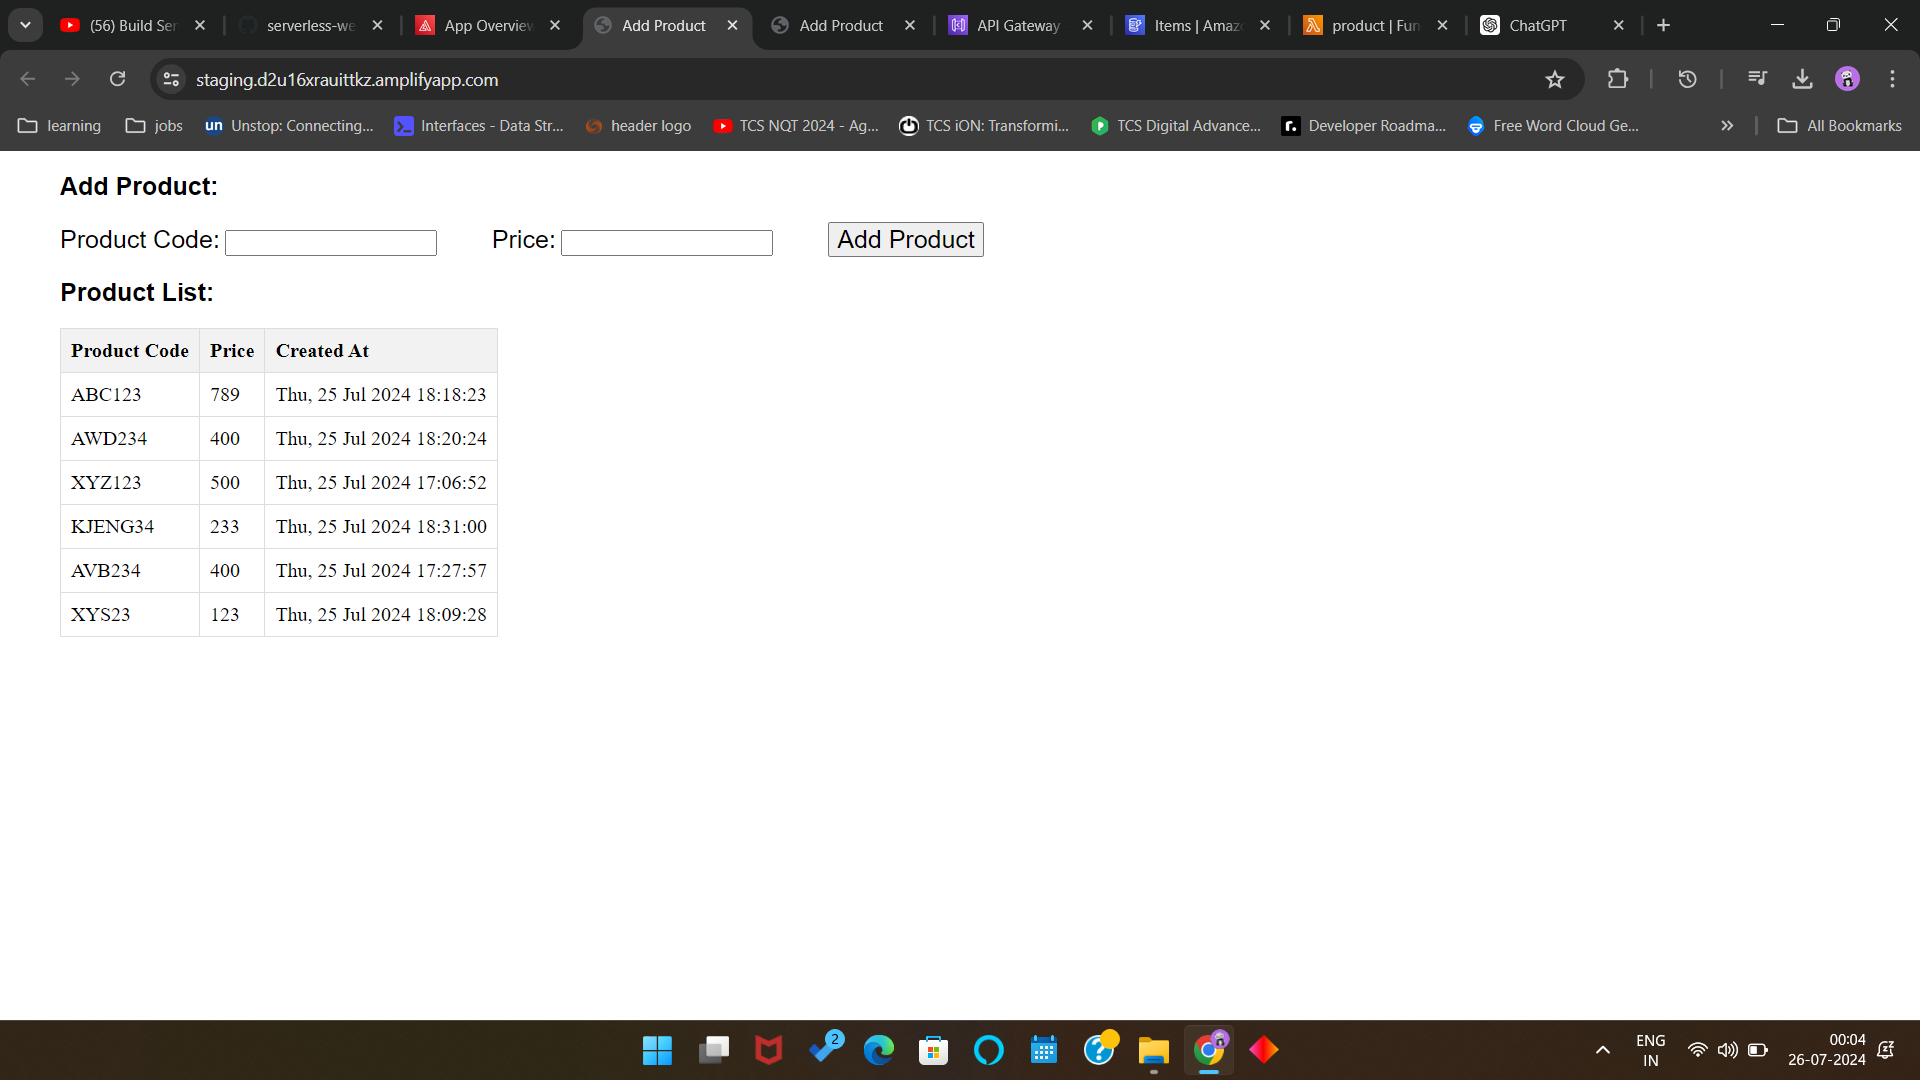 (56) Build Ser
serverless-we
App Overview
Add Product
Add Product
API Gateway
Items | Amaz
product | Fun
ChatGPT
staging.d2u16xrauittkz.amplifyapp.com
learning
jobs
un Unstop: Connecting...
Interfaces - Data Str...
header logo
TCS NQT 2024 - Ag...
TCS iON: Transformi...
TCS Digital Advance...
r. Developer Roadma...
Free Word Cloud Ge...
All Bookmarks
Add Product:
Product Code:
Price:
Add Product
Product List:
Product Code Price Created At
ABC123 789 Thu, 25 Jul 2024 18:18:23
AWD234 400 Thu, 25 Jul 2024 18:20:24
XYZ123 500 Thu, 25 Jul 2024 17:06:52
KJENG34 233 Thu, 25 Jul 2024 18:31:00
AVB234 400 Thu, 25 Jul 2024 17:27:57
XYS23 123 Thu, 25 Jul 2024 18:09:28
2
ENG
IN
00:04
26-07-2024